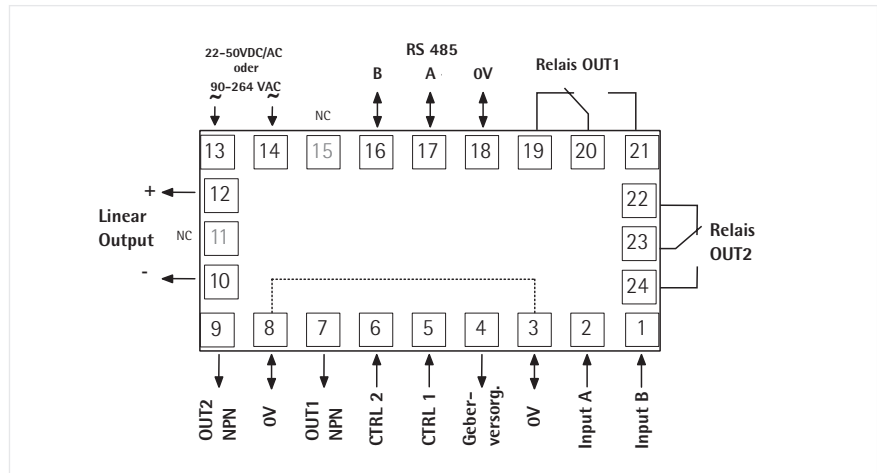 22-50VDC/AC
oder
90-264 VAC
~ ~
RS 485
B A 0V
Relais OUT1
NC
13 14 15 16 17 18 19 20 21
+
12
Linear
Output
NC
11
-
10
22
23
24
Relais
OUT2
9 8 7 6 5 4 3 2 1
OUT2
NPN
0V
OUT1
NPN
CTRL 2
CTRL 1
Geber-
versorg.
0V
Input A
Input B